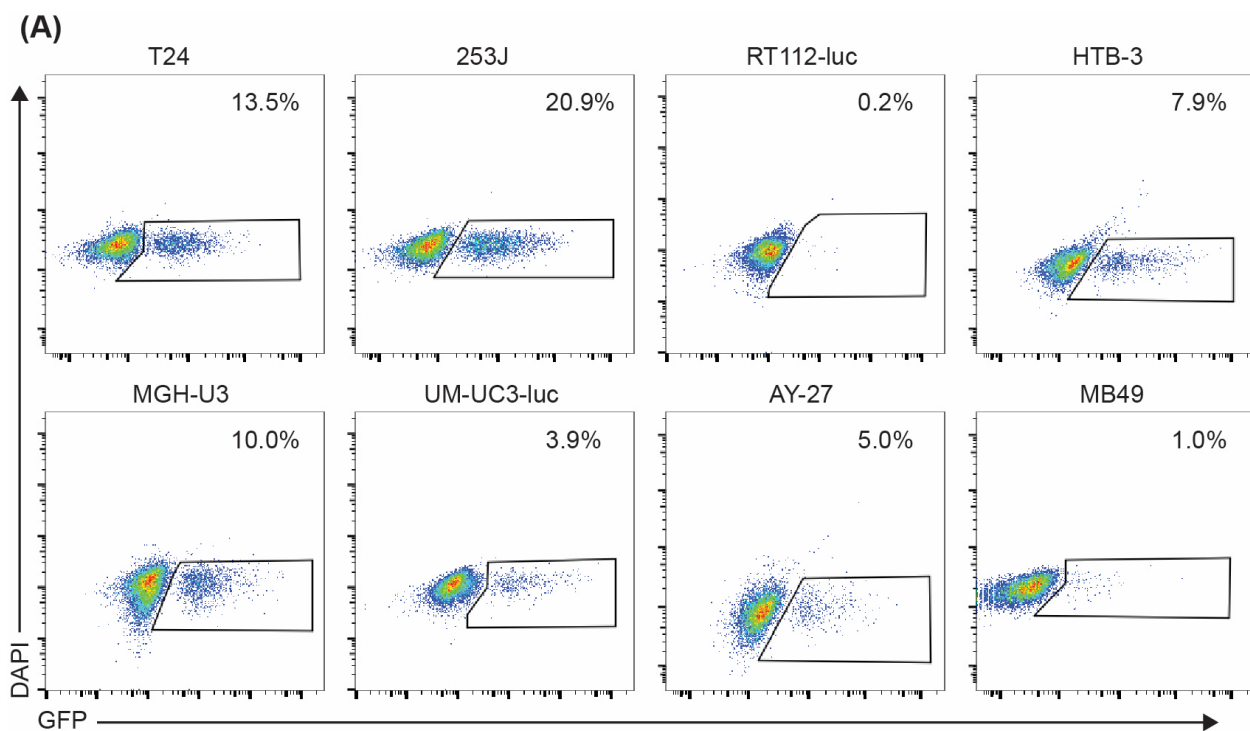 (A)
T24 253J RT112-luc HTB-3
13.5% 20.9% 0.2% 7.9%
MGH-U3 UM-UC3-luc AY-27 MB49
10.0% 3.9% 5.0% 1.0%
DAPI
GFP